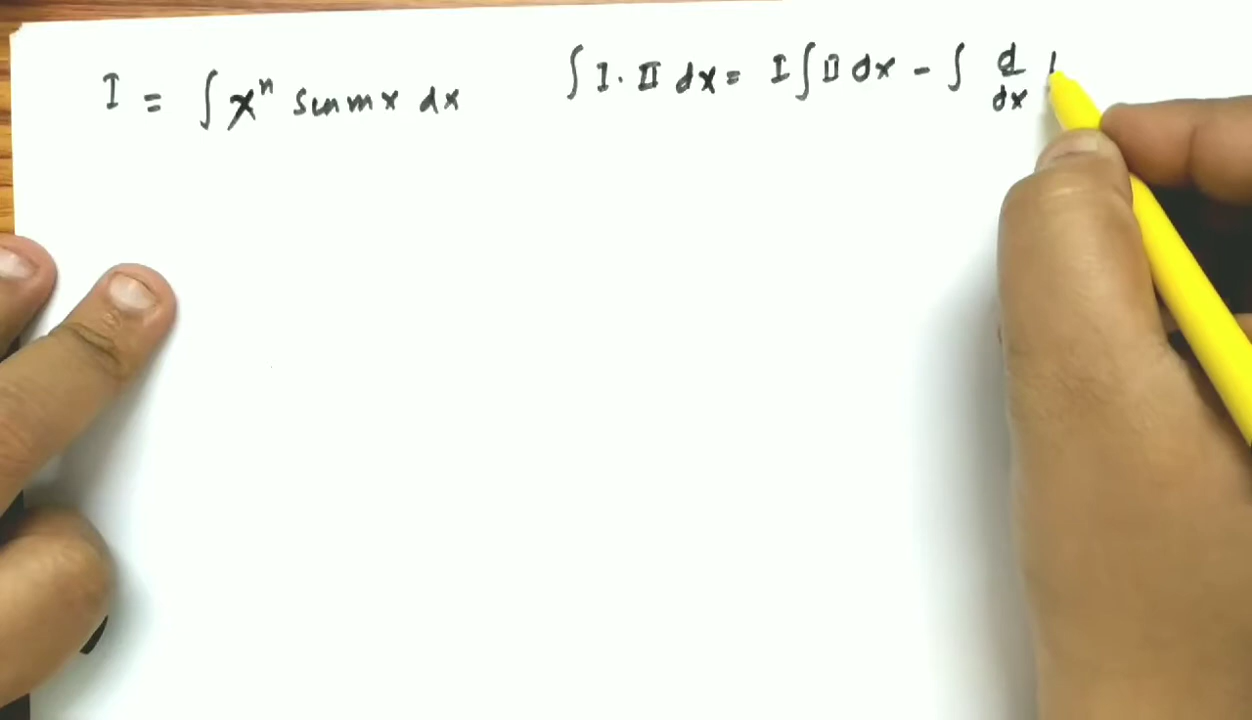 I = ∫ xⁿ sin mx dx
∫ I · II dx = I ∫ II dx - ∫ d/dx